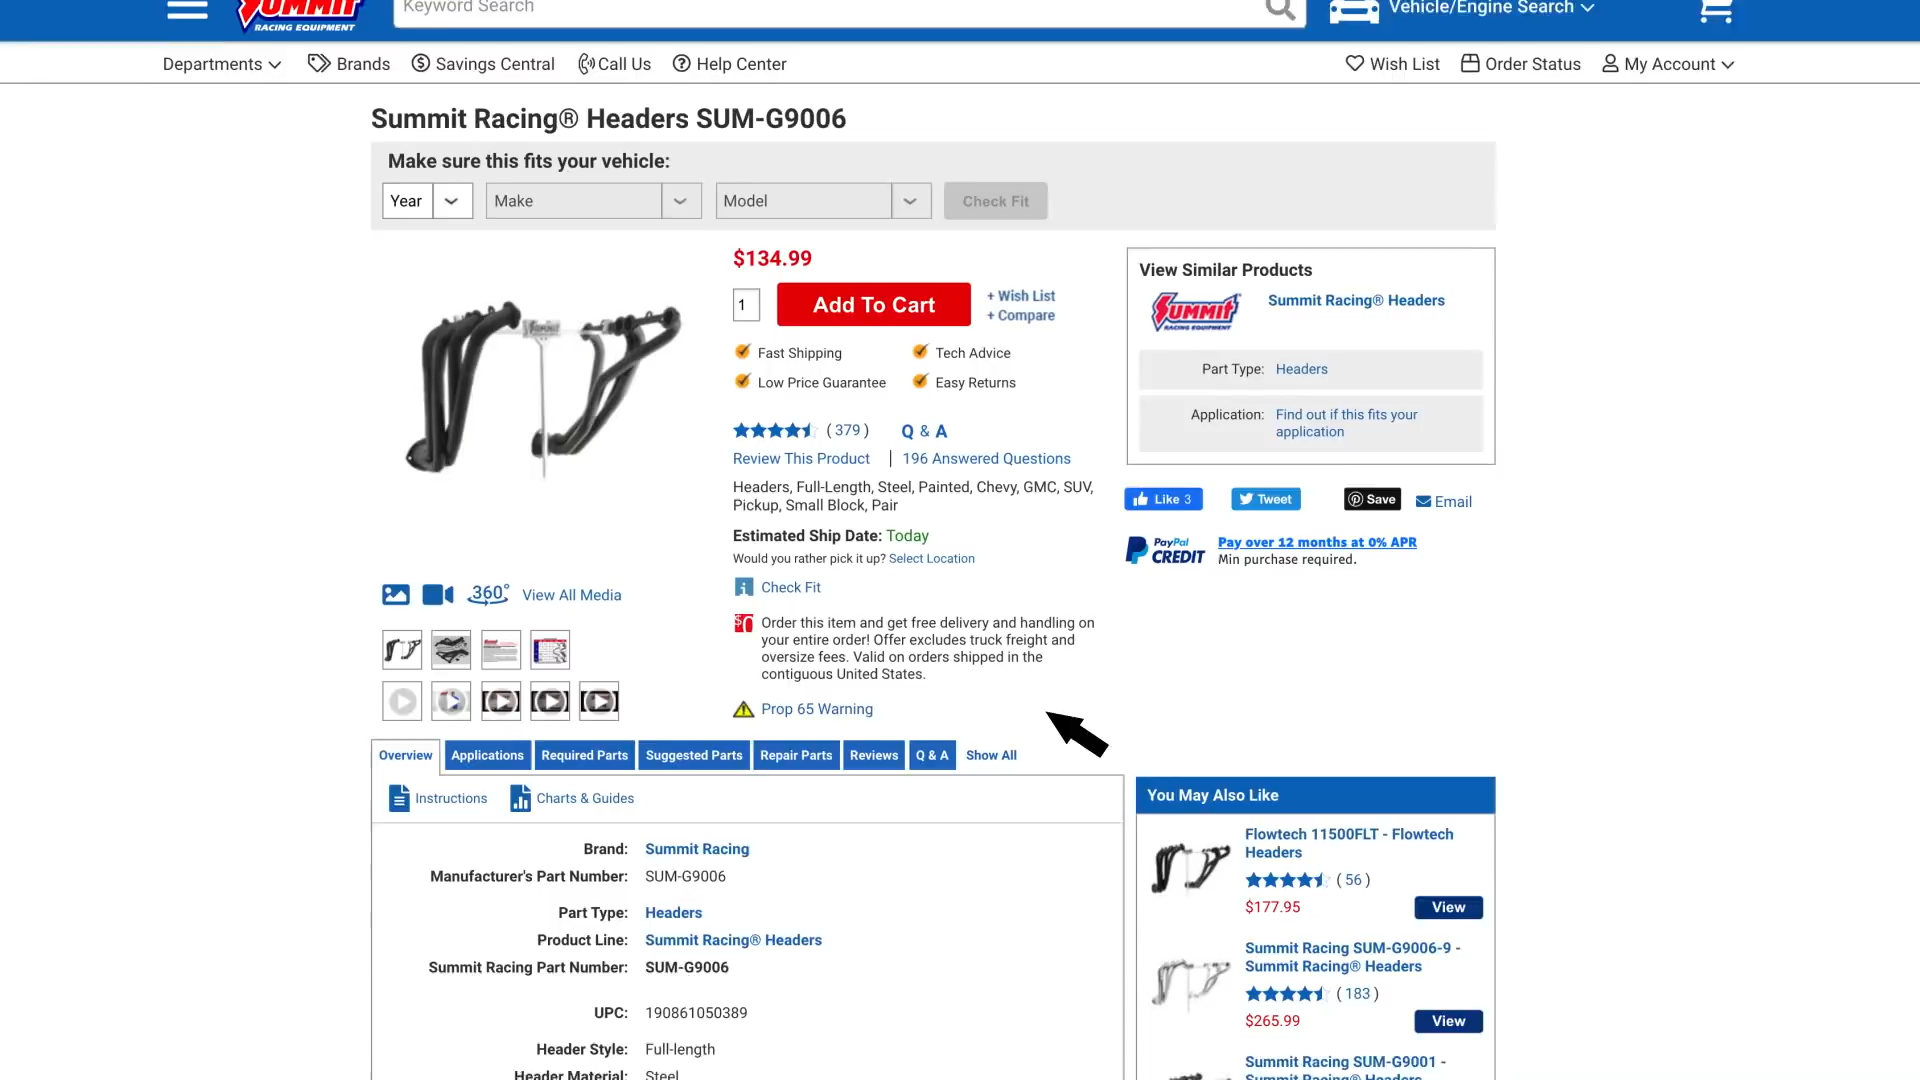 SUMMIT
RACING EQUIPMENT
Keyword Search
Vehicle/Engine Search
Departments
Brands
Savings Central
Call Us
Help Center
Wish List
Order Status
My Account
Summit Racing® Headers SUM-G9006
Make sure this fits your vehicle:
Year
Make
Model
Check Fit
$134.99
1
Add To Cart
+ Wish List
+ Compare
Fast Shipping
Tech Advice
Low Price Guarantee
Easy Returns
( 379 )
Q & A
Review This Product | 196 Answered Questions
Headers, Full-Length, Steel, Painted, Chevy, GMC, SUV,
Pickup, Small Block, Pair
Estimated Ship Date: Today
Would you rather pick it up? Select Location
Check Fit
$0
Order this item and get free delivery and handling on
your entire order! Offer excludes truck freight and
oversize fees. Valid on orders shipped in the
contiguous United States.
Prop 65 Warning
SUMMIT
360°
View All Media
View Similar Products
SUMMIT
RACING EQUIPMENT
Summit Racing® Headers
Part Type: Headers
Application: Find out if this fits your
application
Like 3
Tweet
Save
Email
PayPal
CREDIT
Pay over 12 months at 0% APR
Min purchase required.
Overview
Applications
Required Parts
Suggested Parts
Repair Parts
Reviews
Q & A
Show All
Instructions
Charts & Guides
Brand: Summit Racing
Manufacturer's Part Number: SUM-G9006
Part Type: Headers
Product Line: Summit Racing® Headers
Summit Racing Part Number: SUM-G9006
UPC: 190861050389
Header Style: Full-length
Header Material: Steel
You May Also Like
Flowtech 11500FLT - Flowtech
Headers
( 56 )
$177.95
View
Summit Racing SUM-G9006-9 -
Summit Racing® Headers
( 183 )
$265.99
View
Summit Racing SUM-G9001 -
Summit Racing® Headers